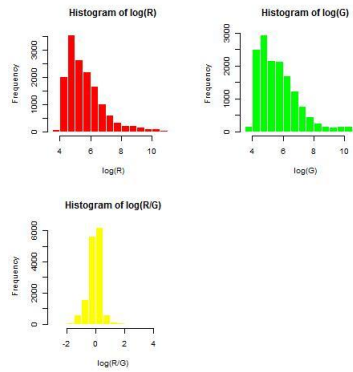 Histogram of log(R)
Frequency
3000
2000
1000
0
4 6 8 10
log(R)
Histogram of log(G)
Frequency
3000
2000
1000
0
4 6 8 10
log(G)
Histogram of log(R/G)
Frequency
6000
4000
2000
0
-2 0 2 4
log(R/G)